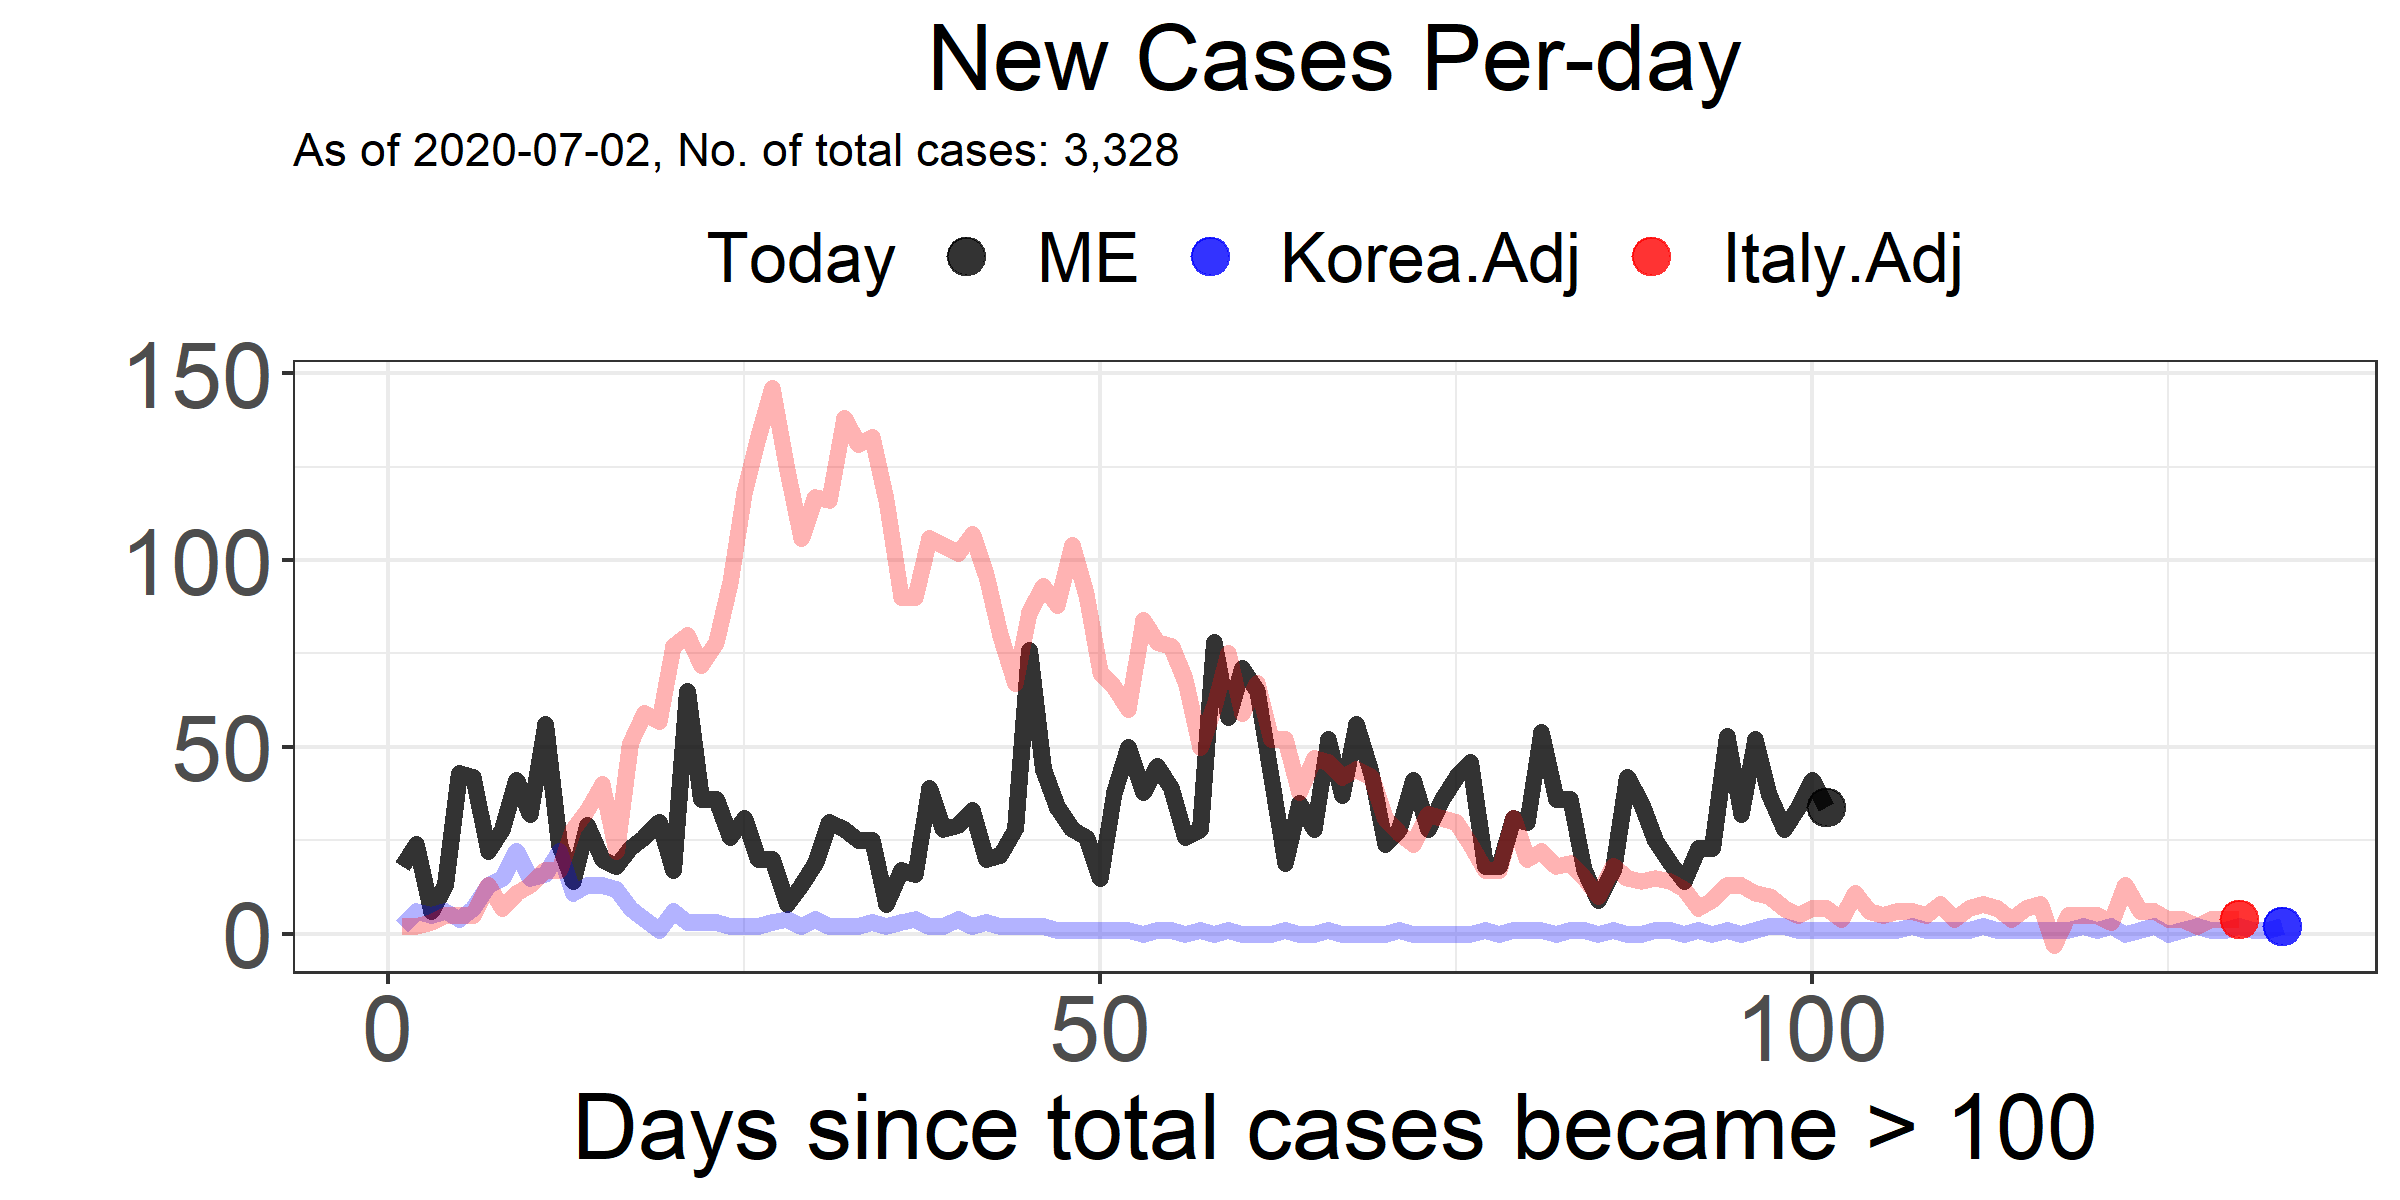 New Cases Per-day
As of 2020-07-02, No. of total cases: 3,328
Today ME Korea.Adj Italy.Adj
150
100
50
0
0 50 100
Days since total cases became > 100